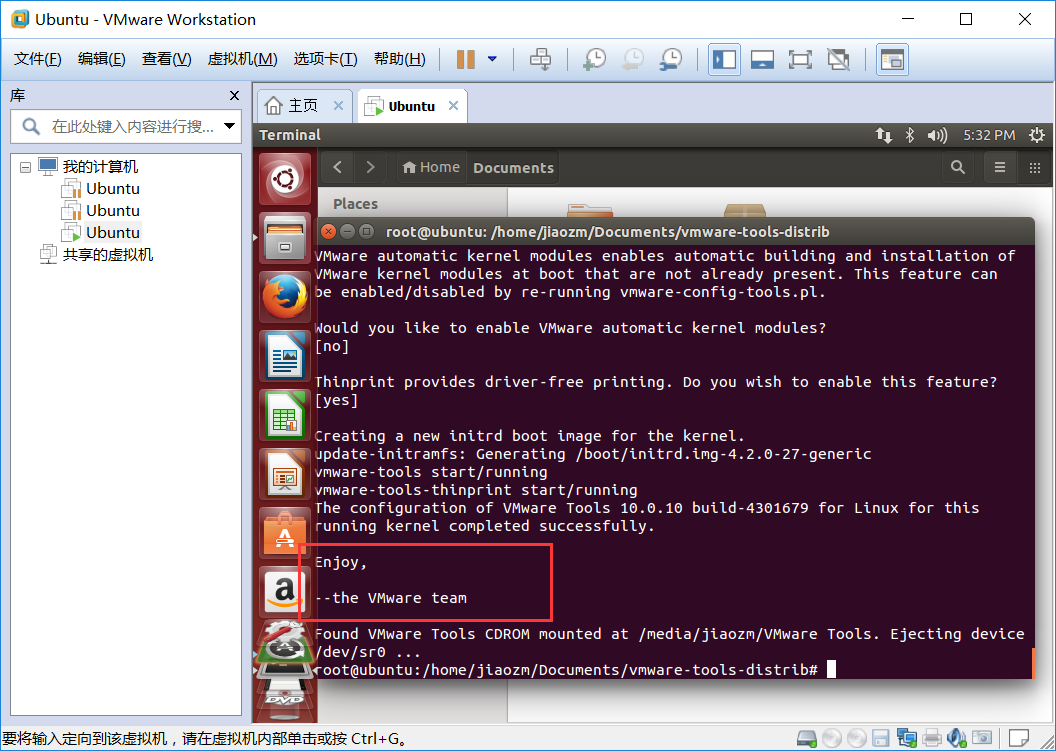 Ubuntu - VMware Workstation
文件(F) 编辑(E) 查看(V) 虚拟机(M) 选项卡(T) 帮助(H)
库
在此处键入内容进行搜...
我的计算机
Ubuntu
Ubuntu
Ubuntu
共享的虚拟机
主页 Ubuntu
Terminal 5:32 PM
Home Documents
Places
root@ubuntu: /home/jiaozm/Documents/vmware-tools-distrib
VMware automatic kernel modules enables automatic building and installation of
VMware kernel modules at boot that are not already present. This feature can
be enabled/disabled by re-running vmware-config-tools.pl.
Would you like to enable VMware automatic kernel modules?
[no]
Thinprint provides driver-free printing. Do you wish to enable this feature?
[yes]
Creating a new initrd boot image for the kernel.
update-initramfs: Generating /boot/initrd.img-4.2.0-27-generic
vmware-tools start/running
vmware-tools-thinprint start/running
The configuration of VMware Tools 10.0.10 build-4301679 for Linux for this
running kernel completed successfully.
Enjoy,
--the VMware team
Found VMware Tools CDROM mounted at /media/jiaozm/VMware Tools. Ejecting device
/dev/sr0 ...
root@ubuntu:/home/jiaozm/Documents/vmware-tools-distrib#
A
a
DVD
要将输入定向到该虚拟机，请在虚拟机内部单击或按 Ctrl+G。